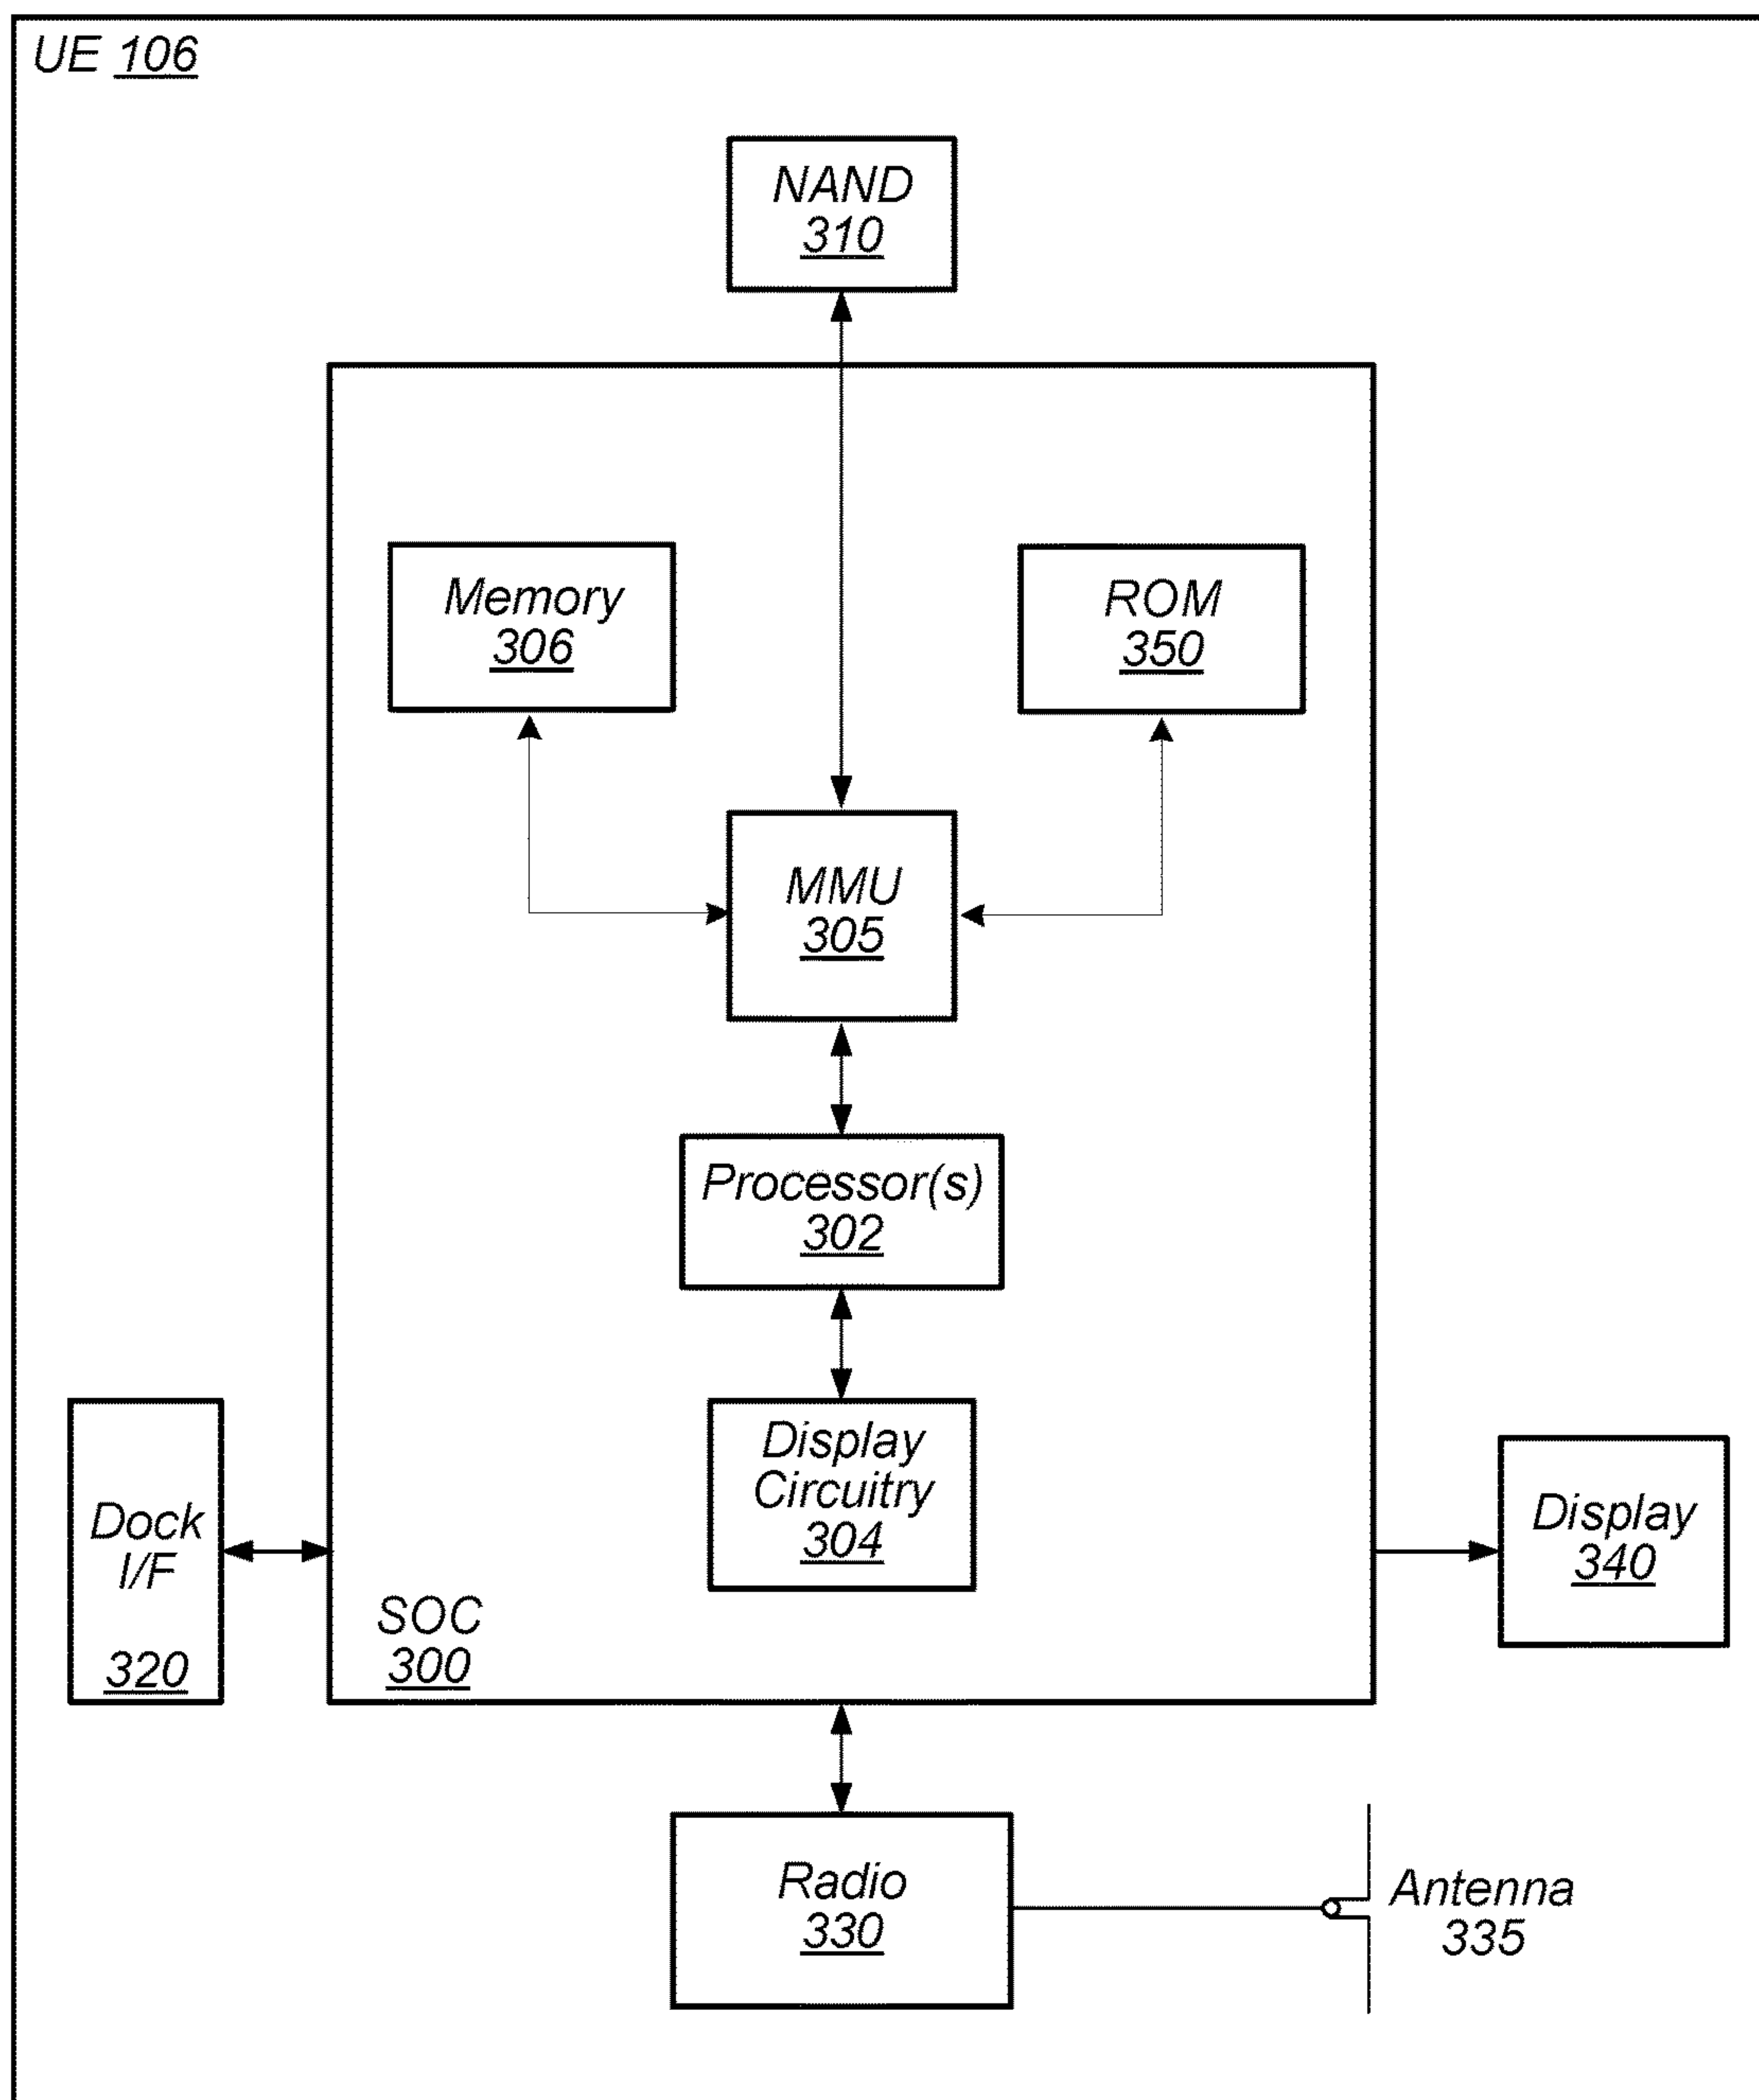 UE 106
NAND
310
Memory
306
ROM
350
MMU
305
Processor(s)
302
Display
Circuitry
304
Dock
I/F
320
SOC
300
Display
340
Radio
330
Antenna
335